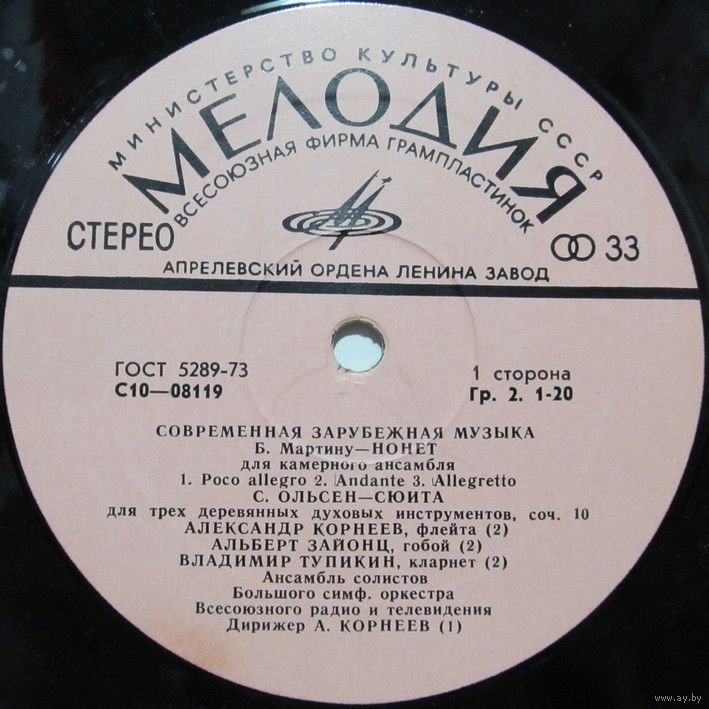 МИНИСТЕРСТВО КУЛЬТУРЫ СССР
МЕЛОДИЯ
ВСЕСОЮЗНАЯ ФИРМА ГРАМПЛАСТИНОК
СТЕРЕО
33
АПРЕЛЕВСКИЙ ОРДЕНА ЛЕНИНА ЗАВОД
ГОСТ 5289-73
С10—08119
1 сторона
Гр. 2. 1-20
СОВРЕМЕННАЯ ЗАРУБЕЖНАЯ МУЗЫКА
Б. Мартину—НОНЕТ
для камерного ансамбля
1. Poco allegro 2. Andante 3. Allegretto
С. ОЛЬСЕН—СЮИТА
для трех деревянных духовых инструментов, соч. 10
АЛЕКСАНДР КОРНЕЕВ, флейта (2)
АЛЬБЕРТ ЗАЙОНЦ, гобой (2)
ВЛАДИМИР ТУПИКИН, кларнет (2)
Ансамбль солистов
Большого симф. оркестра
Всесоюзного радио и телевидения
Дирижер А. КОРНЕЕВ (1)
www.ay.by